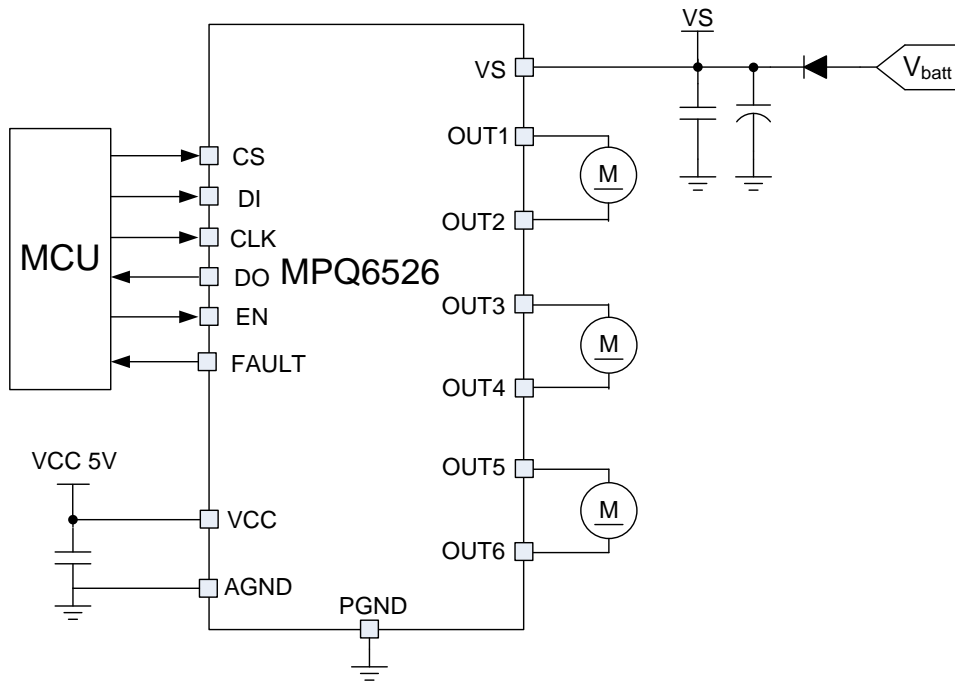 VS
VS
V_batt
OUT1
CS
DI
OUT2
CLK
MCU
DO
MPQ6526
OUT3
EN
FAULT
OUT4
M
M
M
VCC 5V
OUT5
VCC
OUT6
AGND
PGND